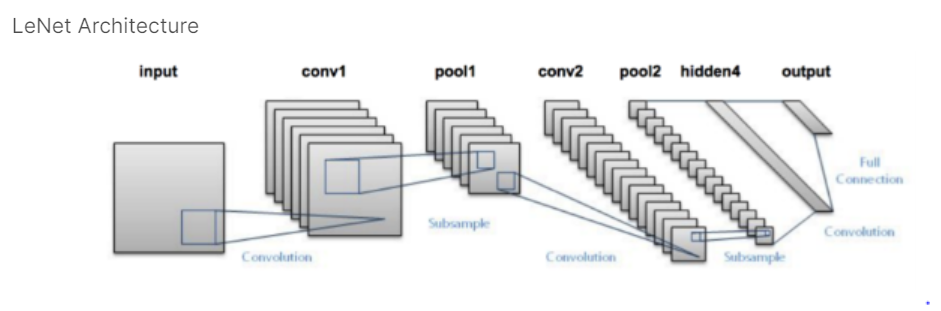 LeNet Architecture
input conv1 pool1 conv2 pool2 hidden4 output
Full
Connection
Subsample
Convolution
Convolution
Convolution
Subsample